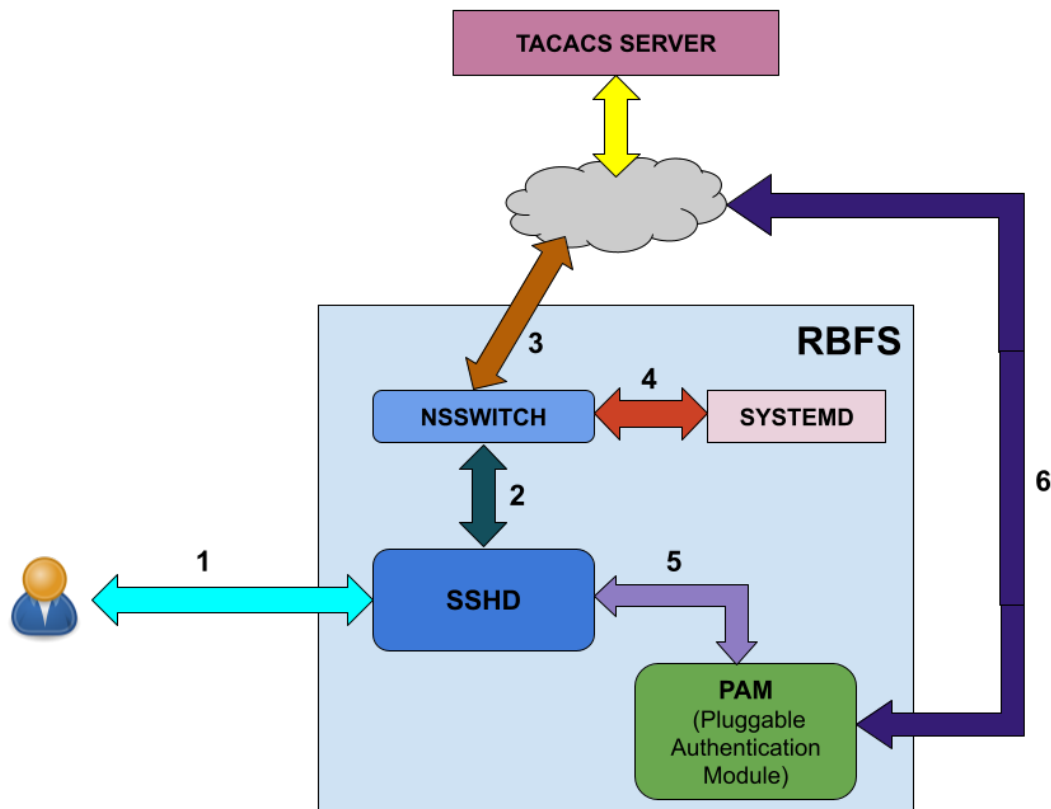 TACACS SERVER
RBFS
3
4
NSSWITCH
SYSTEMD
6
2
1
5
SSHD
PAM
(Pluggable
Authentication
Module)